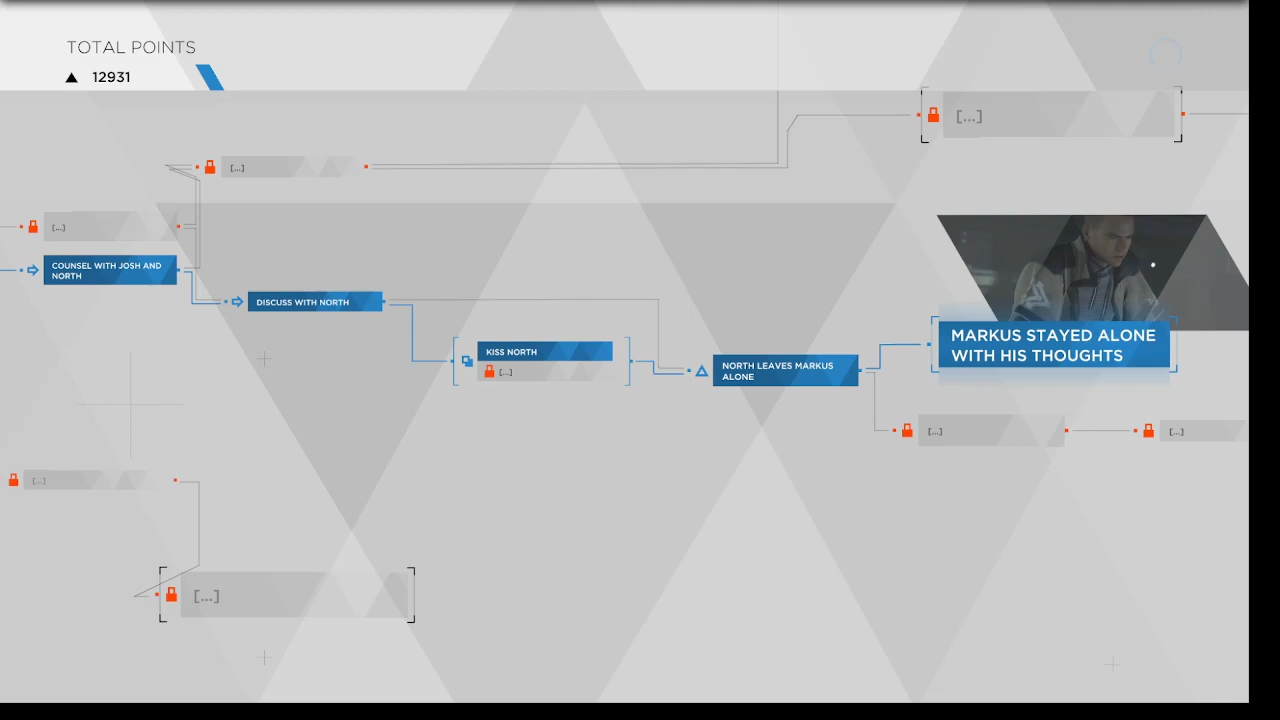 TOTAL POINTS
12931
[...]
[...]
[...]
COUNSEL WITH JOSH AND
NORTH
DISCUSS WITH NORTH
KISS NORTH
[...]
NORTH LEAVES MARKUS
ALONE
MARKUS STAYED ALONE
WITH HIS THOUGHTS
[...]
[...]
[...]
[...]